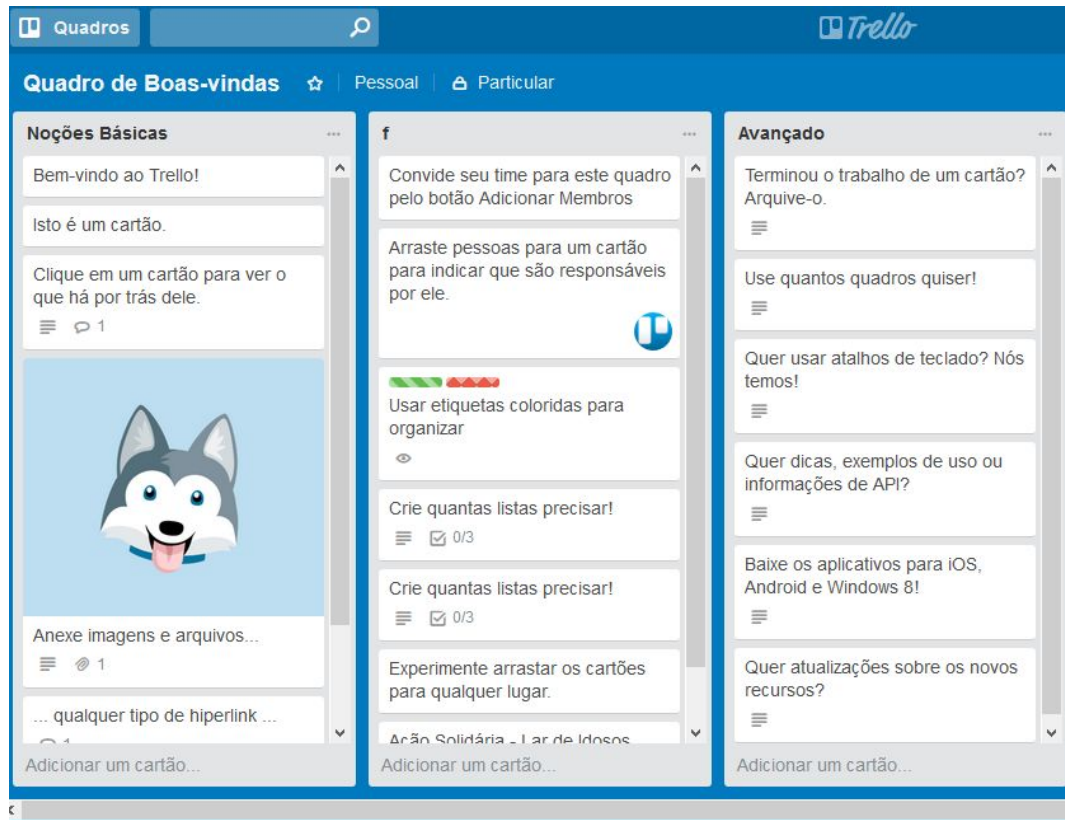 Quadros
Trello
Quadro de Boas-vindas
Pessoal
Particular
Noções Básicas
Bem-vindo ao Trello!
Isto é um cartão.
Clique em um cartão para ver o
que há por trás dele.
1
Anexe imagens e arquivos...
1
... qualquer tipo de hiperlink ...
1
Adicionar um cartão...
f
Convide seu time para este quadro
pelo botão Adicionar Membros
Arraste pessoas para um cartão
para indicar que são responsáveis
por ele.
Usar etiquetas coloridas para
organizar
Crie quantas listas precisar!
0/3
Crie quantas listas precisar!
0/3
Experimente arrastar os cartões
para qualquer lugar.
Ação Solidária - Lar de Idosos
Adicionar um cartão...
Avançado
Terminou o trabalho de um cartão?
Arquive-o.
Use quantos quadros quiser!
Quer usar atalhos de teclado? Nós
temos!
Quer dicas, exemplos de uso ou
informações de API?
Baixe os aplicativos para iOS,
Android e Windows 8!
Quer atualizações sobre os novos
recursos?
Adicionar um cartão...